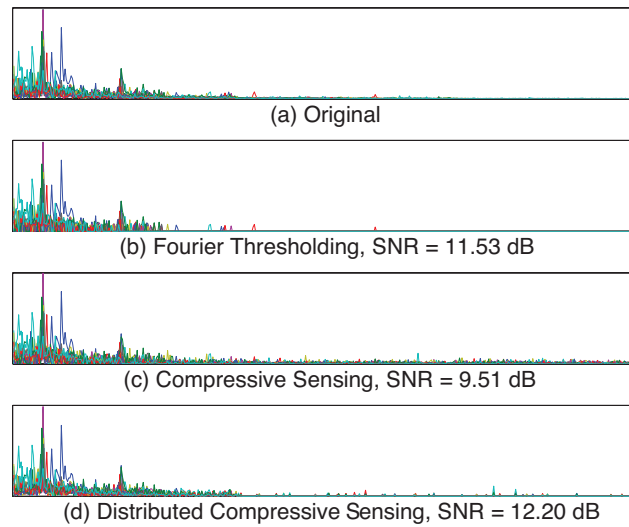 (a) Original
(b) Fourier Thresholding, SNR = 11.53 dB
(c) Compressive Sensing, SNR = 9.51 dB
(d) Distributed Compressive Sensing, SNR = 12.20 dB